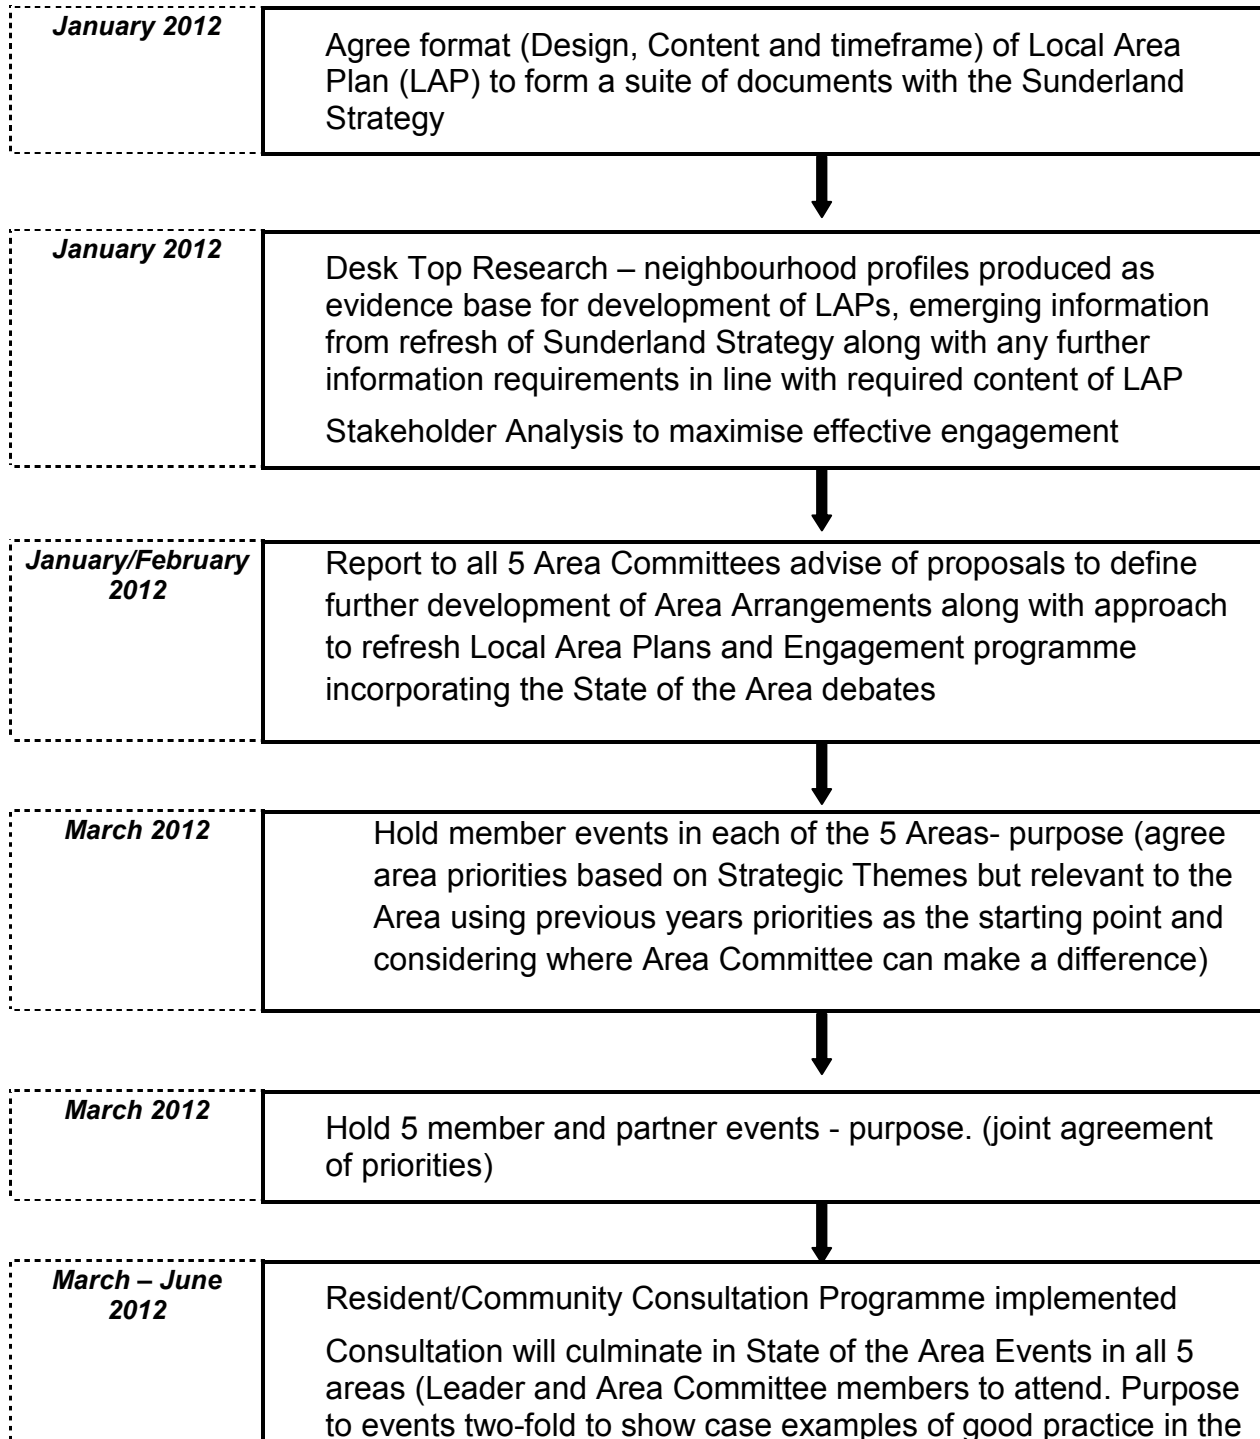 January 2012
Agree format (Design, Content and timeframe) of Local Area
Plan (LAP) to form a suite of documents with the Sunderland
Strategy
January 2012
Desk Top Research – neighbourhood profiles produced as
evidence base for development of LAPs, emerging information
from refresh of Sunderland Strategy along with any further
information requirements in line with required content of LAP
Stakeholder Analysis to maximise effective engagement
January/February
2012
Report to all 5 Area Committees advise of proposals to define
further development of Area Arrangements along with approach
to refresh Local Area Plans and Engagement programme
incorporating the State of the Area debates
March 2012
Hold member events in each of the 5 Areas- purpose (agree
area priorities based on Strategic Themes but relevant to the
Area using previous years priorities as the starting point and
considering where Area Committee can make a difference)
March 2012
Hold 5 member and partner events - purpose. (joint agreement
of priorities)
March – June
2012
Resident/Community Consultation Programme implemented
Consultation will culminate in State of the Area Events in all 5
areas (Leader and Area Committee members to attend. Purpose
to events two-fold to show case examples of good practice in the